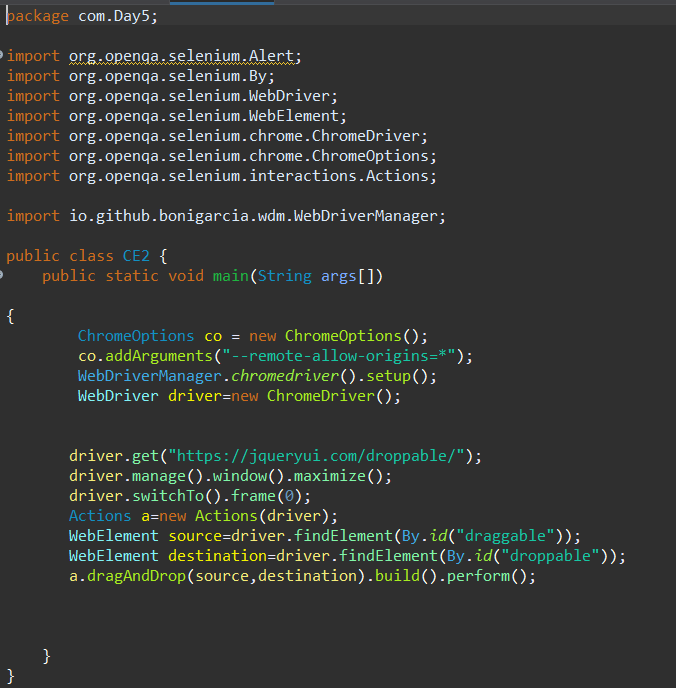 package com.Day5;
import org.openqa.selenium.Alert;
import org.openqa.selenium.By;
import org.openqa.selenium.WebDriver;
import org.openqa.selenium.WebElement;
import org.openqa.selenium.chrome.ChromeDriver;
import org.openqa.selenium.chrome.ChromeOptions;
import org.openqa.selenium.interactions.Actions;
import io.github.bonigarcia.wdm.WebDriverManager;
public class CE2 {
public static void main(String args[])
{
ChromeOptions co = new ChromeOptions();
co.addArguments("--remote-allow-origins=*");
WebDriverManager.chromedriver().setup();
WebDriver driver=new ChromeDriver();
driver.get("https://jqueryui.com/droppable/");
driver.manage().window().maximize();
driver.switchTo().frame(0);
Actions a=new Actions(driver);
WebElement source=driver.findElement(By.id("draggable"));
WebElement destination=driver.findElement(By.id("droppable"));
a.dragAndDrop(source,destination).build().perform();
}
}